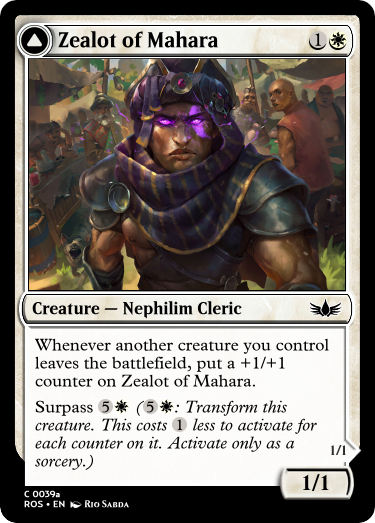 Zealot of Mahara 1
Creature — Nephilim Cleric
Whenever another creature you control
leaves the battlefield, put a +1/+1
counter on Zealot of Mahara.
Surpass 5 (5: Transform this
creature. This costs 1 less to activate for
each counter on it. Activate only as a
sorcery.)
1/1
1/1
C 0039a
ROS • EN Rio Sabda